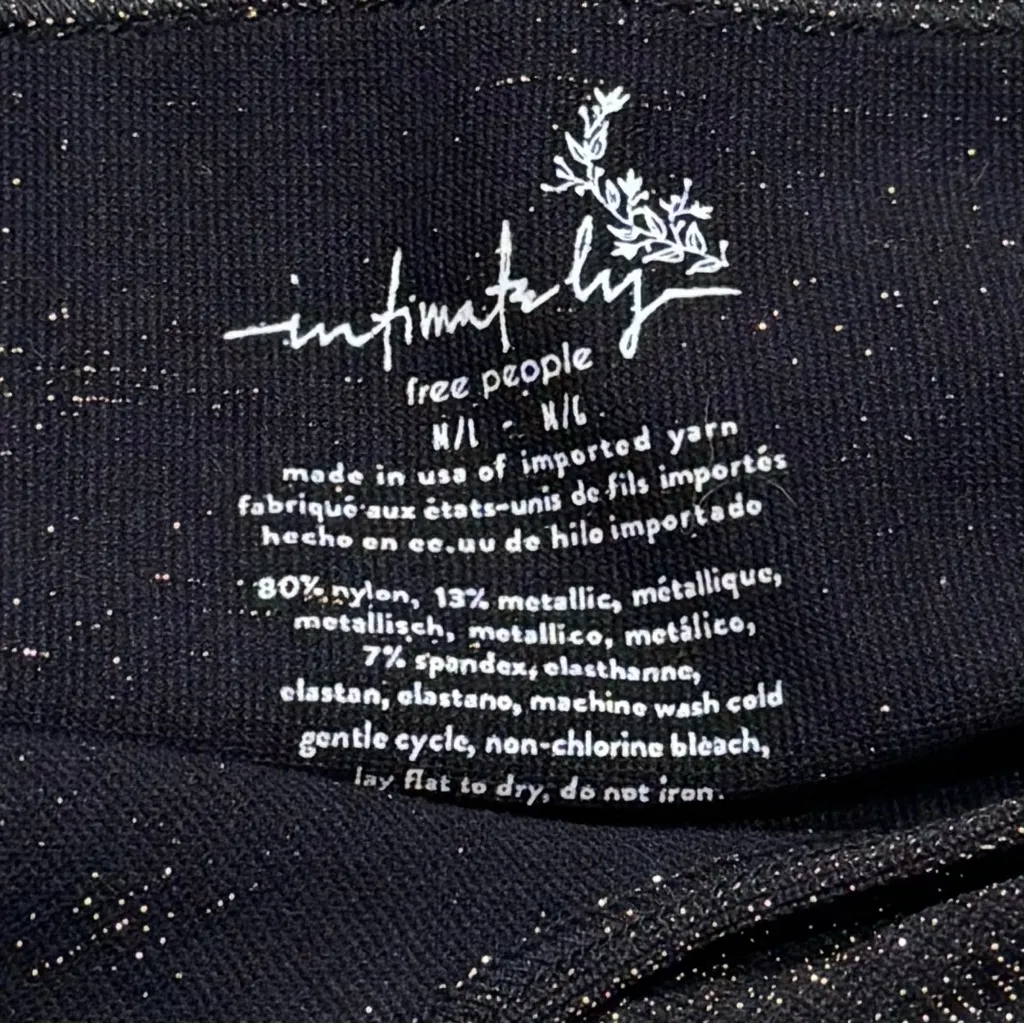 intimately
free people
M/L - M/L
made in usa of imported yarn
fabriqué aux états-unis de fils importés
hecho en ee.uu de hilo importado
80% nylon, 13% metallic, métallique,
metallisch, metallico, metálico,
7% spandex, elasthanne,
elastan, elastano, machine wash cold
gentle cycle, non-chlorine bleach,
lay flat to dry, do not iron.